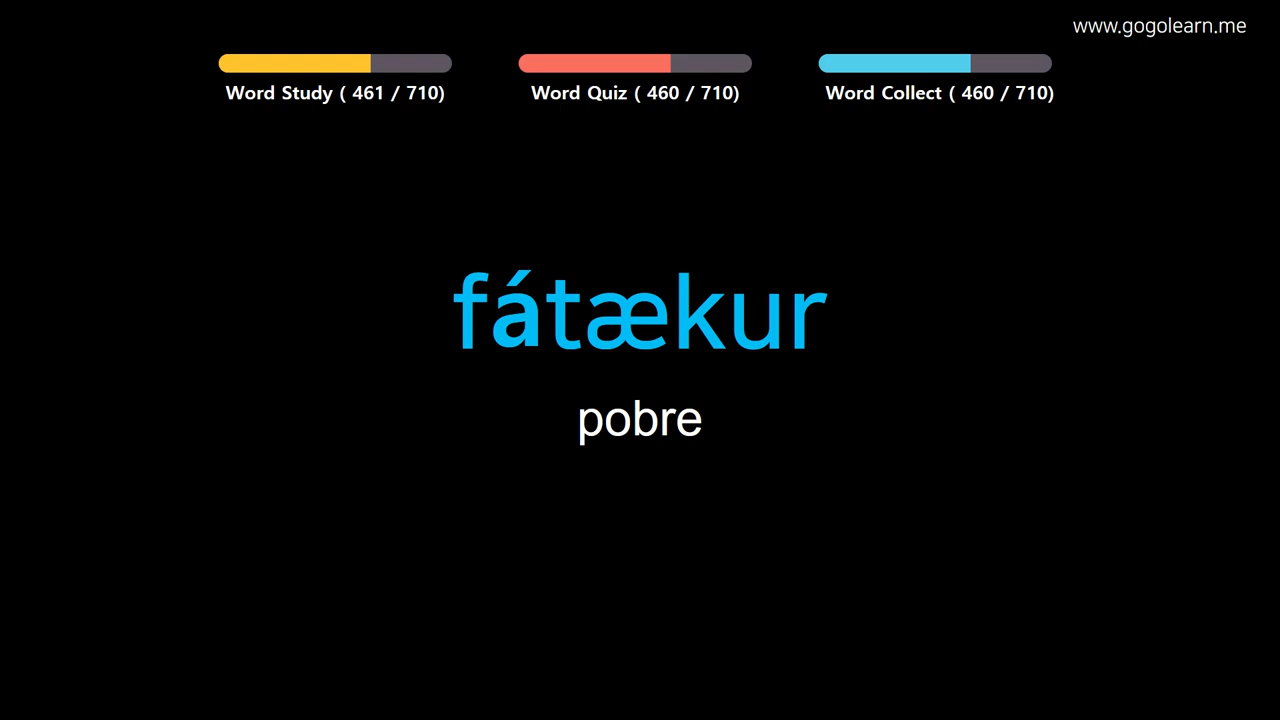 www.gogolearn.me
Word Study ( 461 / 710)
Word Quiz ( 460 / 710)
Word Collect ( 460 / 710)
fátækur
pobre